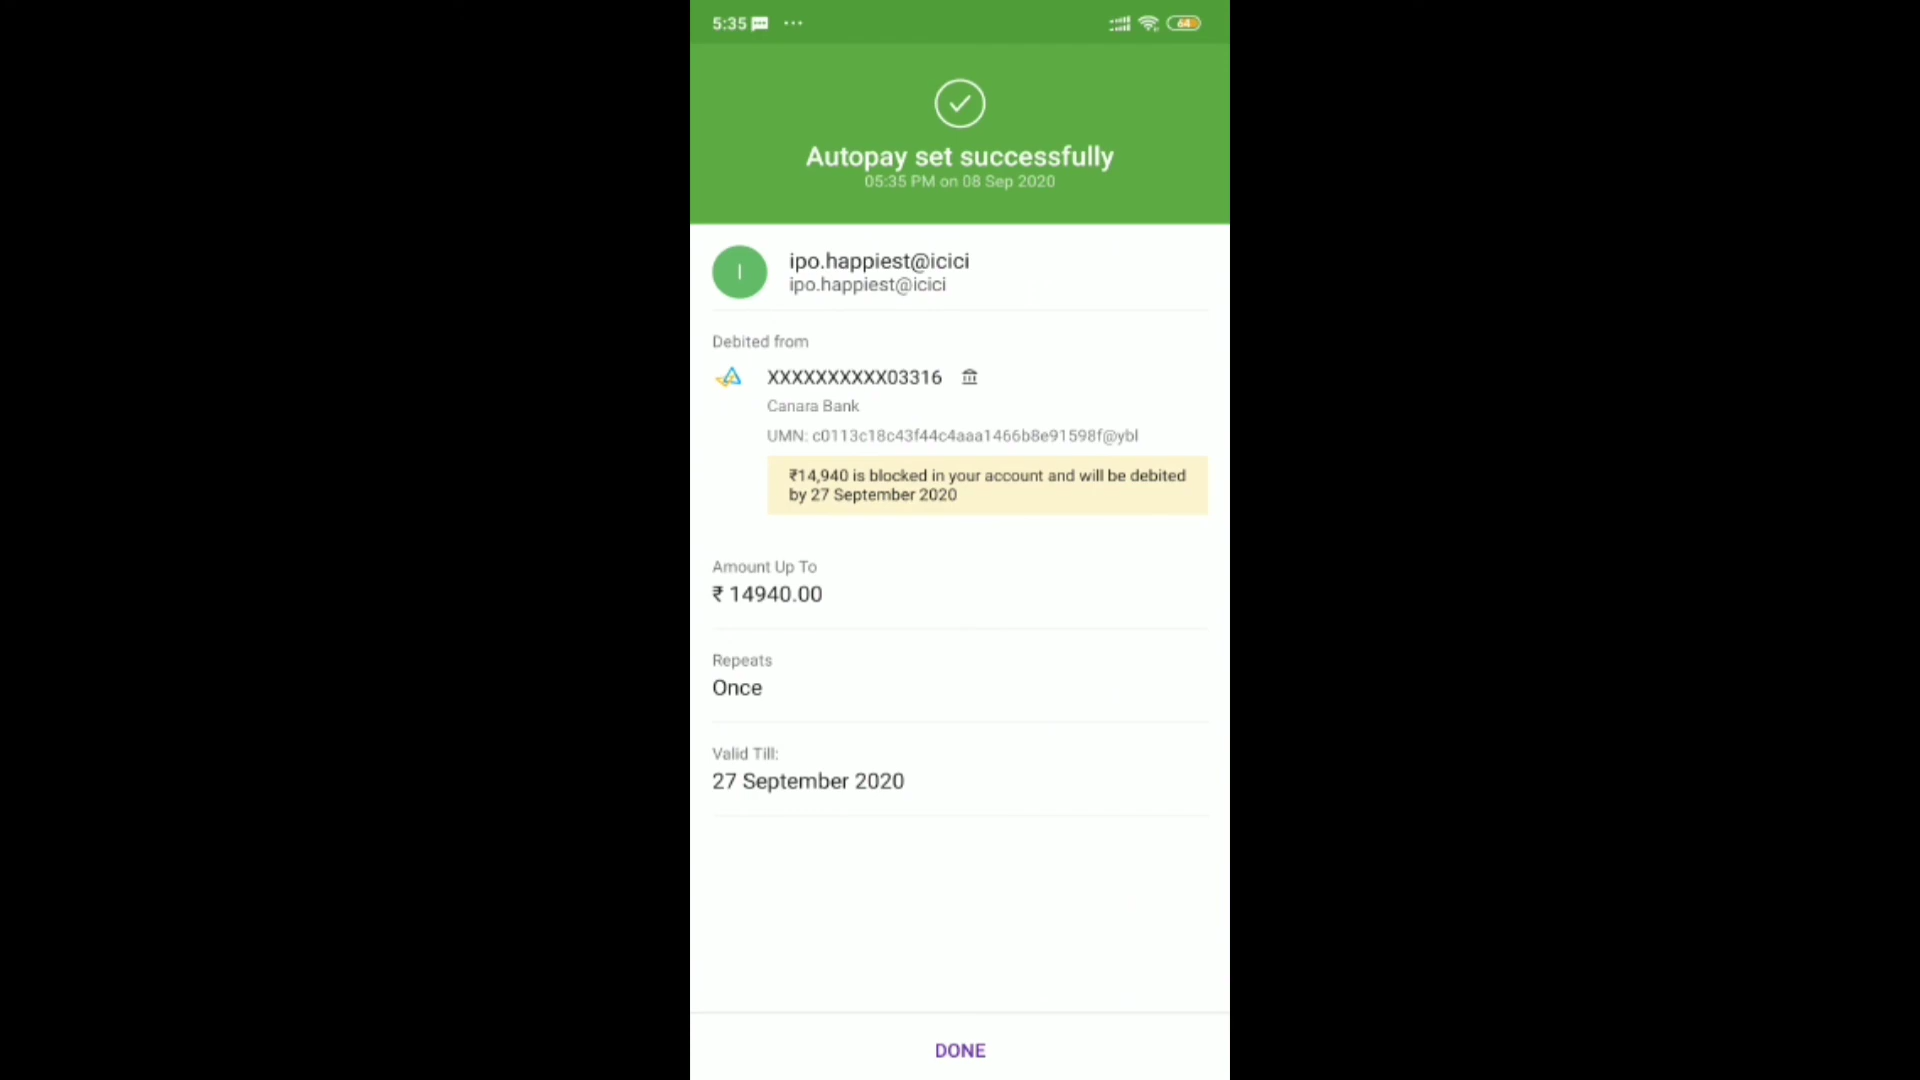 5:35 ...
64
Autopay set successfully
05:35 PM on 08 Sep 2020
I
ipo.happiest@icici
ipo.happiest@icici
Debited from
XXXXXXXXXX03316
Canara Bank
UMN: c0113c18c43f44c4aaa1466b8e91598f@ybl
₹14,940 is blocked in your account and will be debited
by 27 September 2020
Amount Up To
₹ 14940.00
Repeats
Once
Valid Till:
27 September 2020
DONE